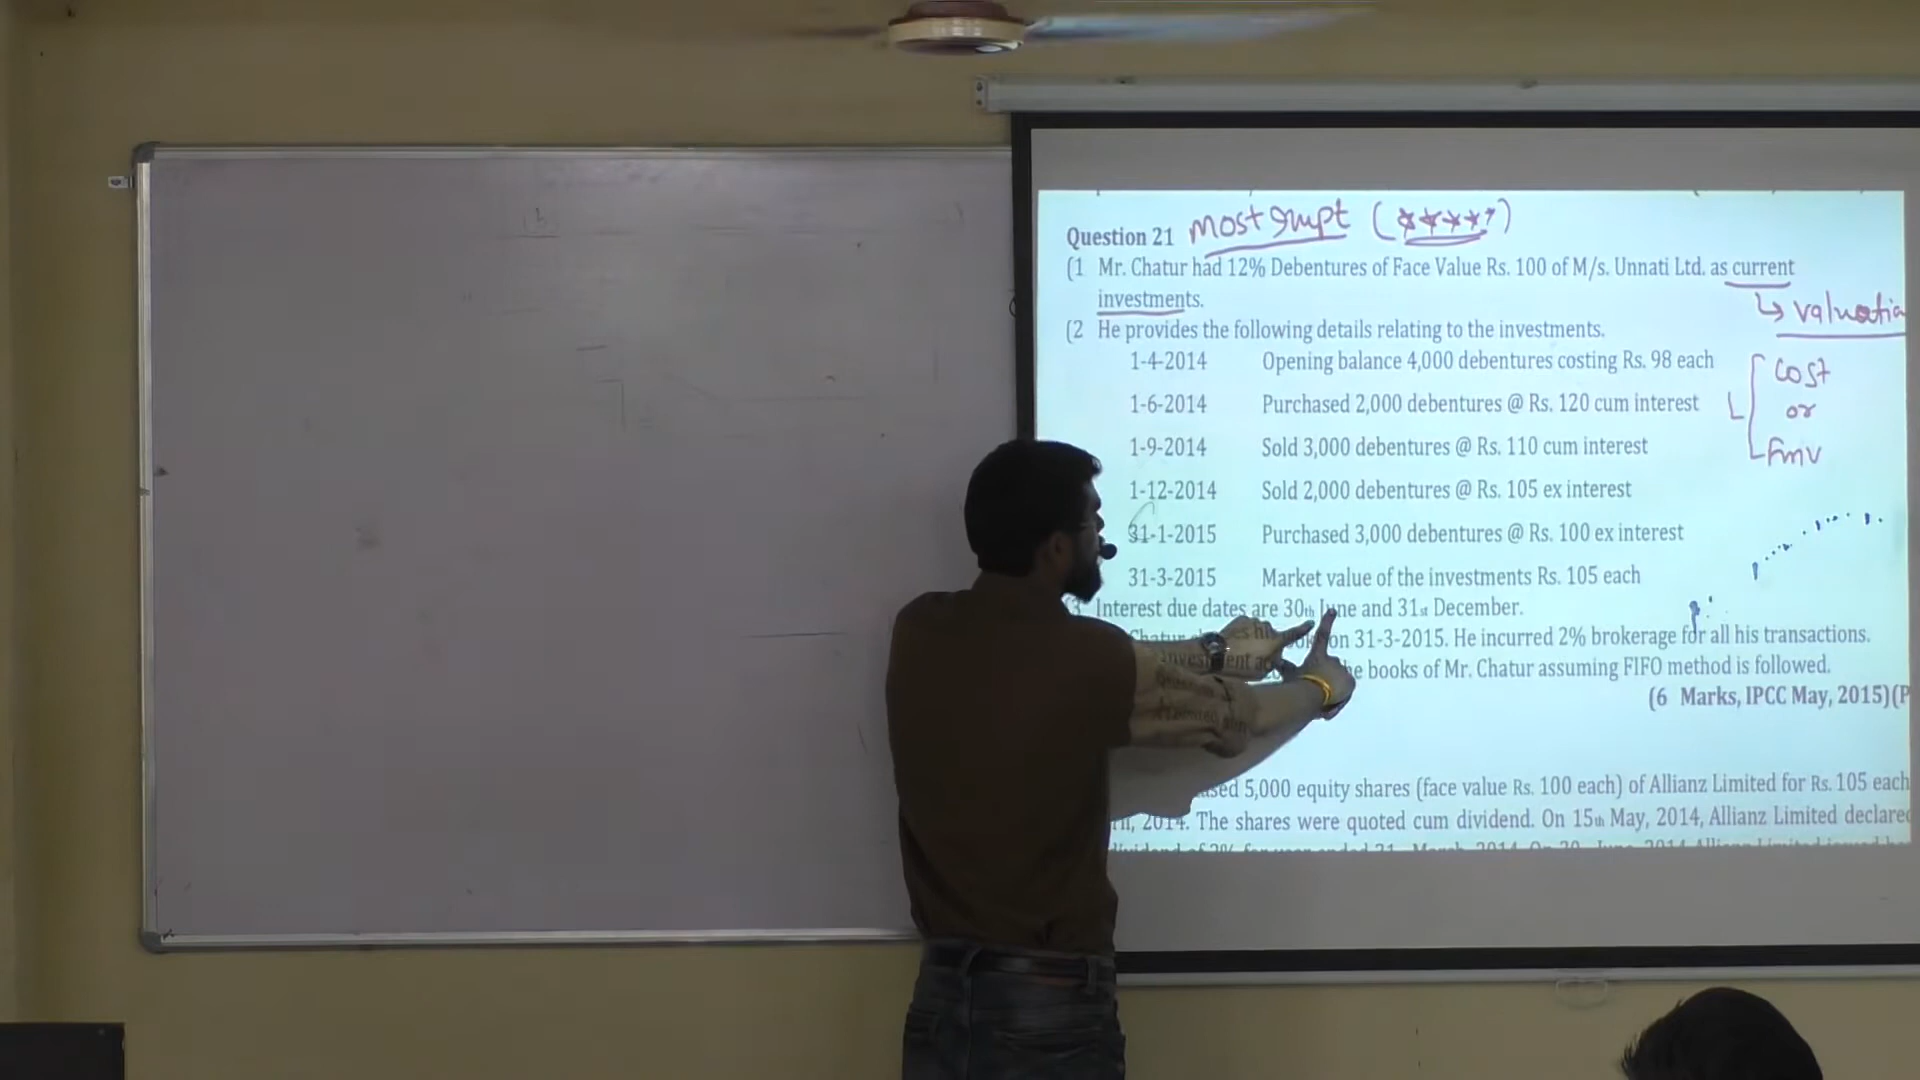 Question 21 most Impt (****)
(1 Mr. Chatur had 12% Debentures of Face Value Rs. 100 of M/s. Unnati Ltd. as current
investments.
↳ valuatio
(2 He provides the following details relating to the investments.
1-4-2014 Opening balance 4,000 debentures costing Rs. 98 each
Cost
1-6-2014 Purchased 2,000 debentures @ Rs. 120 cum interest
or
1-9-2014 Sold 3,000 debentures @ Rs. 110 cum interest
Fmv
1-12-2014 Sold 2,000 debentures @ Rs. 105 ex interest
31-1-2015 Purchased 3,000 debentures @ Rs. 100 ex interest
31-3-2015 Market value of the investments Rs. 105 each
(3 Interest due dates are 30th June and 31st December.
Chatur on 31-3-2015. He incurred 2% brokerage for all his transactions.
books of Mr. Chatur assuming FIFO method is followed.
(6 Marks, IPCC May, 2015)(P
5,000 equity shares (face value Rs. 100 each) of Allianz Limited for Rs. 105 each
2014. The shares were quoted cum dividend. On 15th May, 2014, Allianz Limited declared